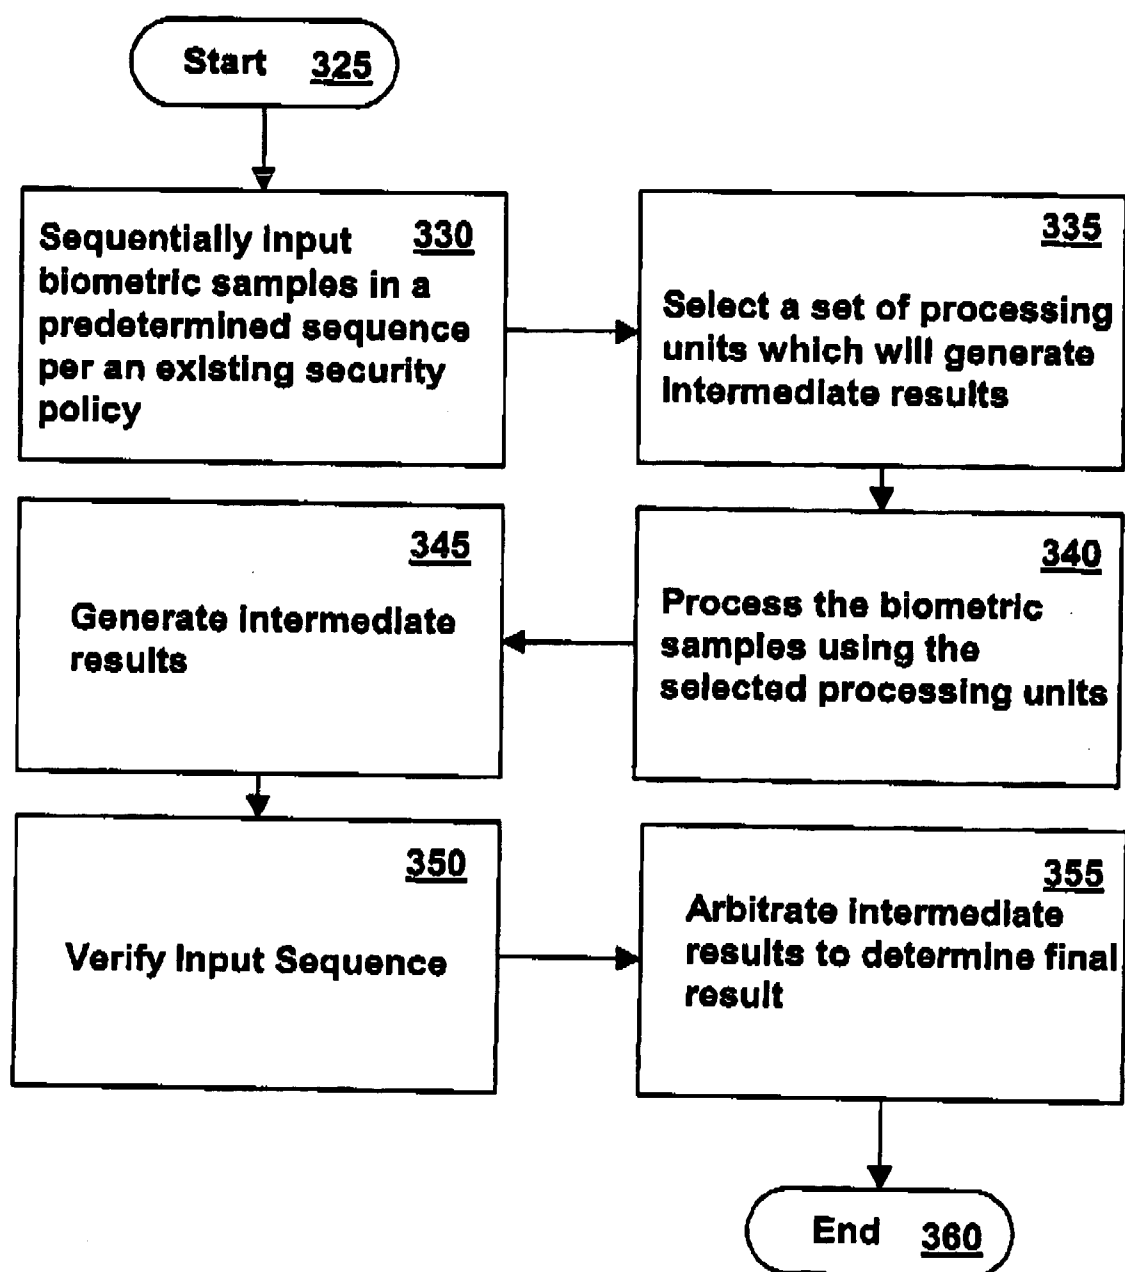 Start 325
Sequentially Input 330
biometric samples in a
predetermined sequence
per an existing security
policy
335
Select a set of processing
units which will generate
intermediate results
340
Process the biometric
samples using the
selected processing units
345
Generate intermediate
results
350
Verify Input Sequence
355
Arbitrate intermediate
results to determine final
result
End 360